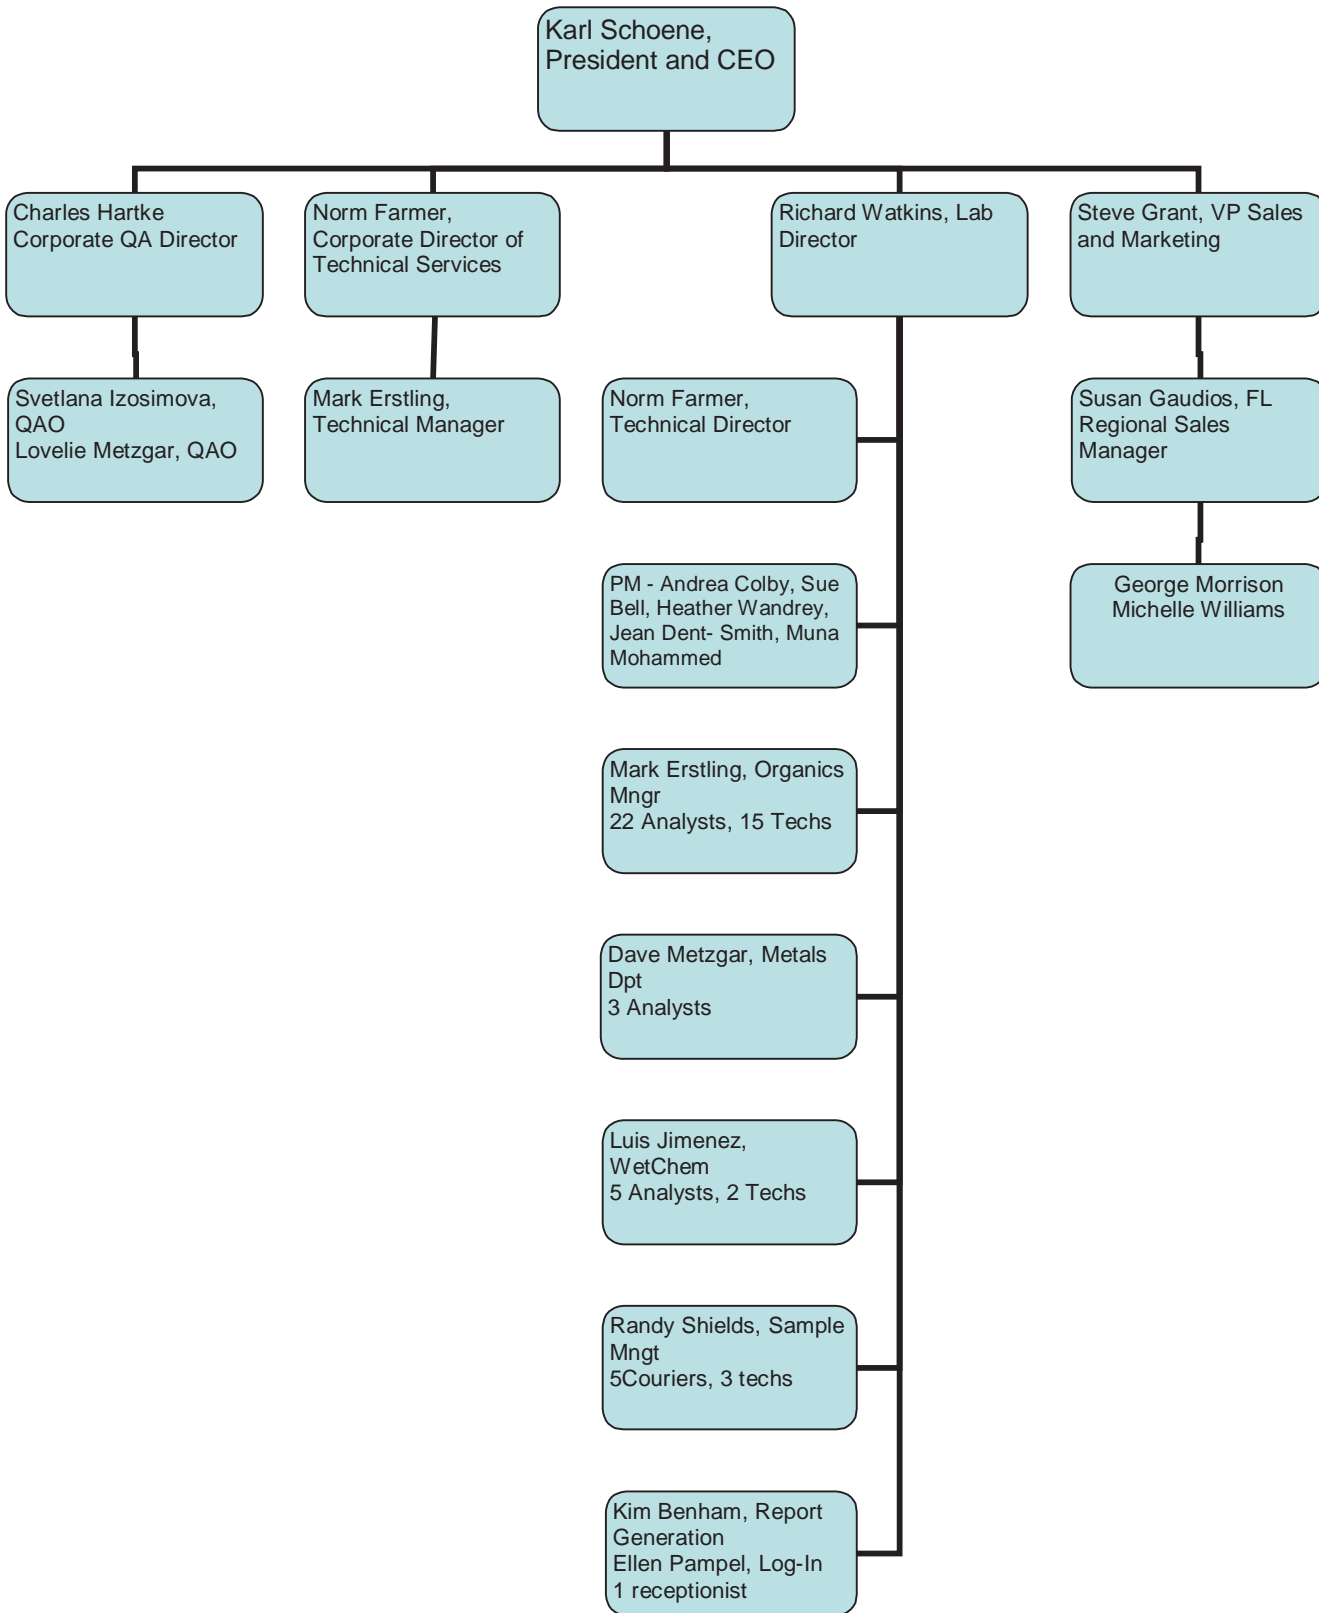 Karl Schoene,
President and CEO
Charles Hartke
Corporate QA Director
Norm Farmer,
Corporate Director of
Technical Services
Richard Watkins, Lab
Director
Steve Grant, VP Sales
and Marketing
Svetlana Izosimova,
QAO
Lovelie Metzgar, QAO
Mark Erstling,
Technical Manager
Norm Farmer,
Technical Director
Susan Gaudios, FL
Regional Sales
Manager
PM - Andrea Colby, Sue
Bell, Heather Wandrey,
Jean Dent- Smith, Muna
Mohammed
George Morrison
Michelle Williams
Mark Erstling, Organics
Mngr
22 Analysts, 15 Techs
Dave Metzgar, Metals
Dpt
3 Analysts
Luis Jimenez,
WetChem
5 Analysts, 2 Techs
Randy Shields, Sample
Mngt
5Couriers, 3 techs
Kim Benham, Report
Generation
Ellen Pampel, Log-In
1 receptionist